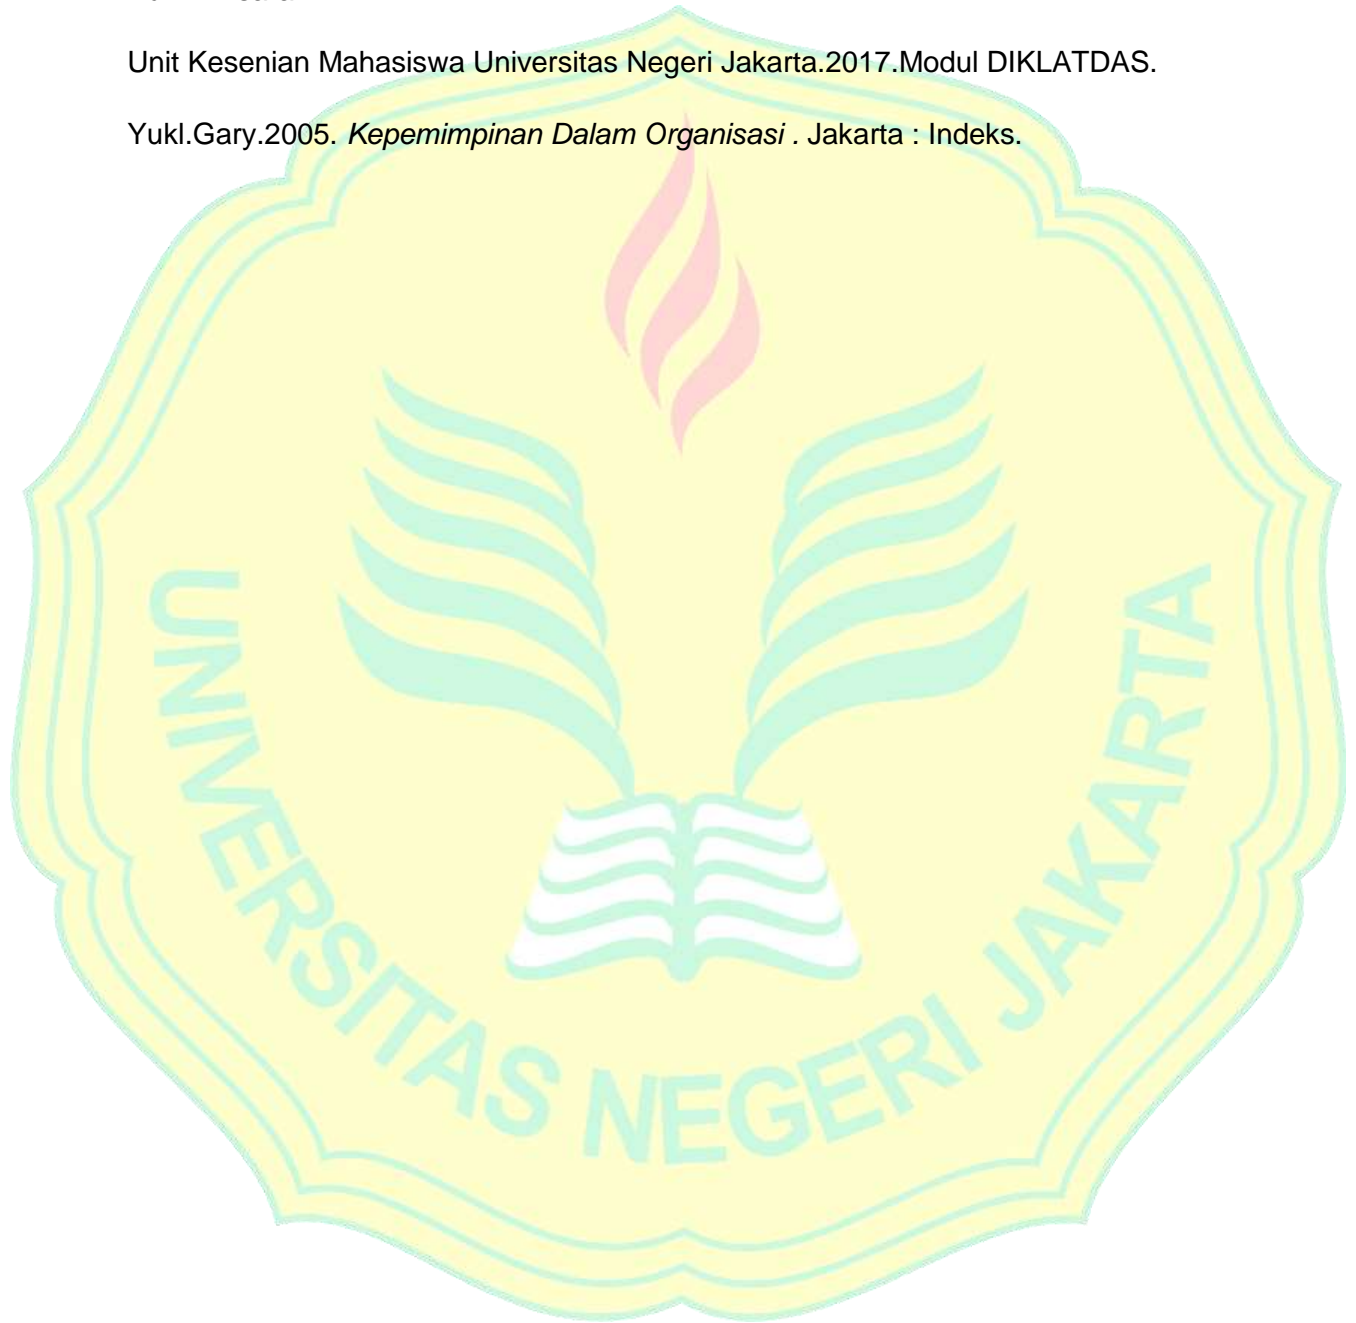 Unit Kesenian Mahasiswa Universitas Negeri Jakarta.2017.Modul DIKLATDAS.
Yukl.Gary.2005. Kepemimpinan Dalam Organisasi . Jakarta : Indeks.
UNIVERSITAS NEGERI JAKARTA